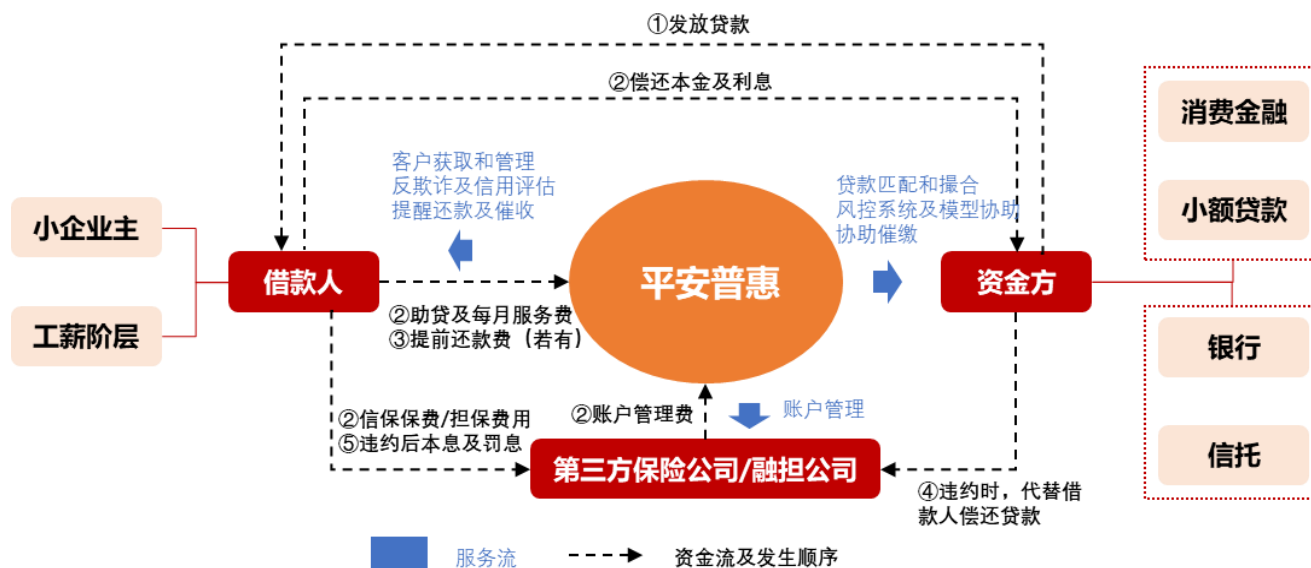 ①发放贷款
②偿还本金及利息
消费金融
小额贷款
客户获取和管理
反欺诈及信用评估
提醒还款及催收
贷款匹配和撮合
风控系统及模型协助
协助催缴
小企业主
工薪阶层
借款人
平安普惠
资金方
②助贷及每月服务费
③提前还款费（若有）
银行
信托
②信保保费/担保费用
⑤违约后本息及罚息
②账户管理费
账户管理
第三方保险公司/融担公司
④违约时，代替借
款人偿还贷款
服务流
资金流及发生顺序